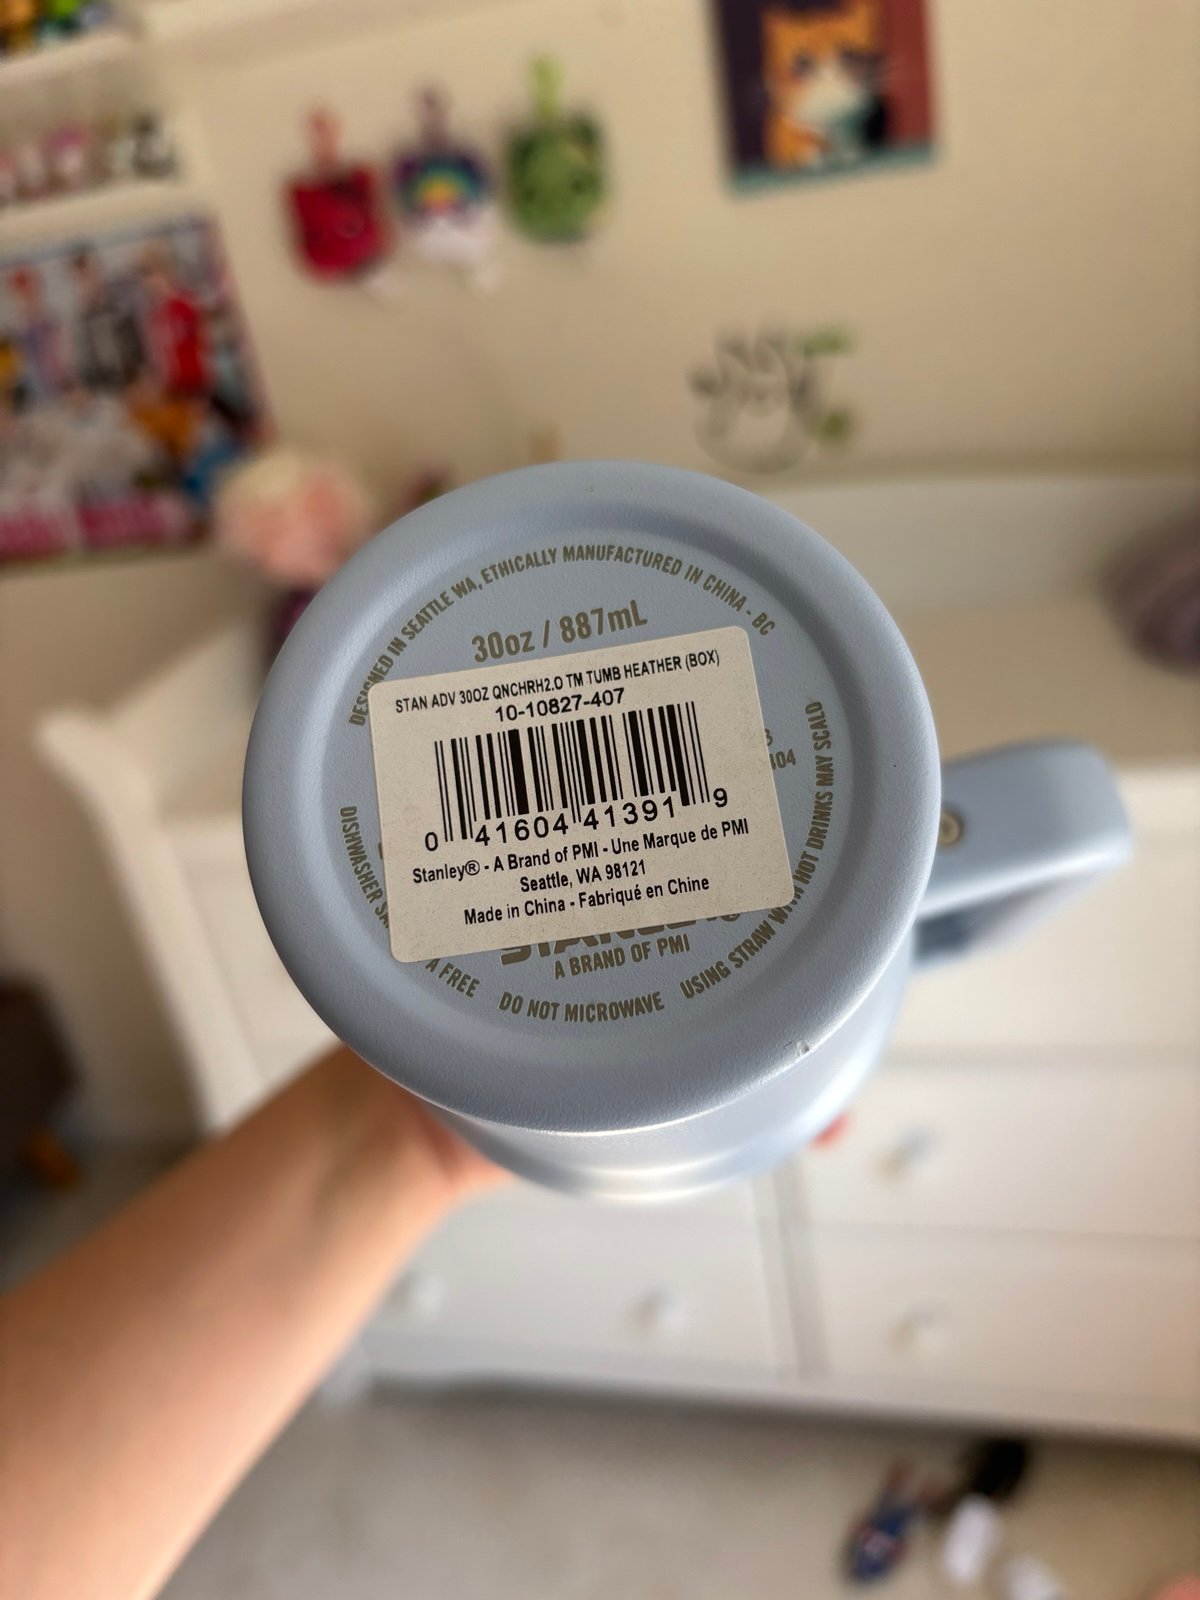 DESIGNED IN SEATTLE WA, ETHICALLY MANUFACTURED IN CHINA - BC
30oz / 887mL
STAN ADV 30OZ QNCHRH2.O TM TUMB HEATHER (BOX)
10-10827-407
0 41604 41391 9
Stanley® - A Brand of PMI - Une Marque de PMI
Seattle, WA 98121
Made in China - Fabriqué en Chine
STANLEY®
A BRAND OF PMI
DISHWASHER
FREE
DO NOT MICROWAVE
USING STRAW WITH HOT DRINKS MAY SCALD